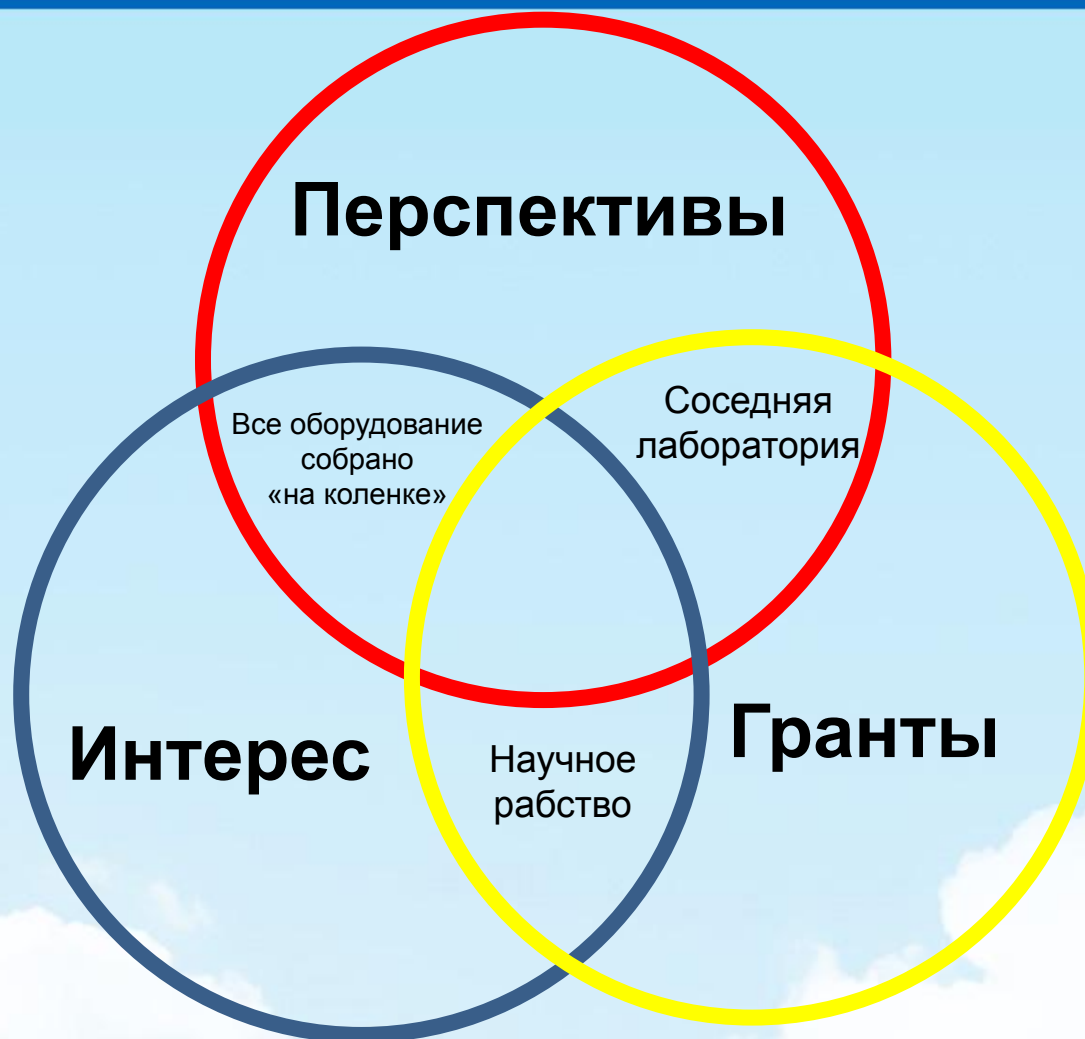 Перспективы
Все оборудование
собрано
«на коленке»
Соседняя
лаборатория
Интерес
Гранты
Научное
рабство